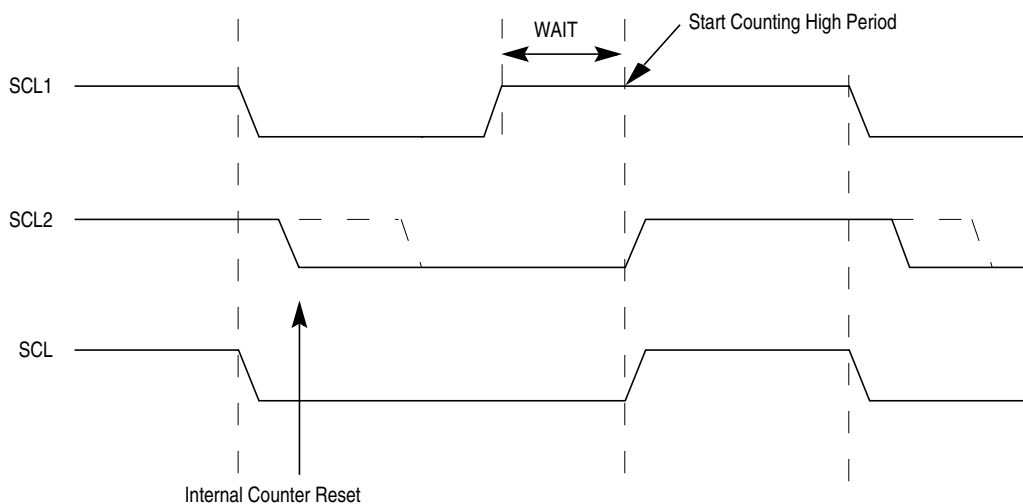 WAIT
Start Counting High Period
SCL1
SCL2
SCL
Internal Counter Reset